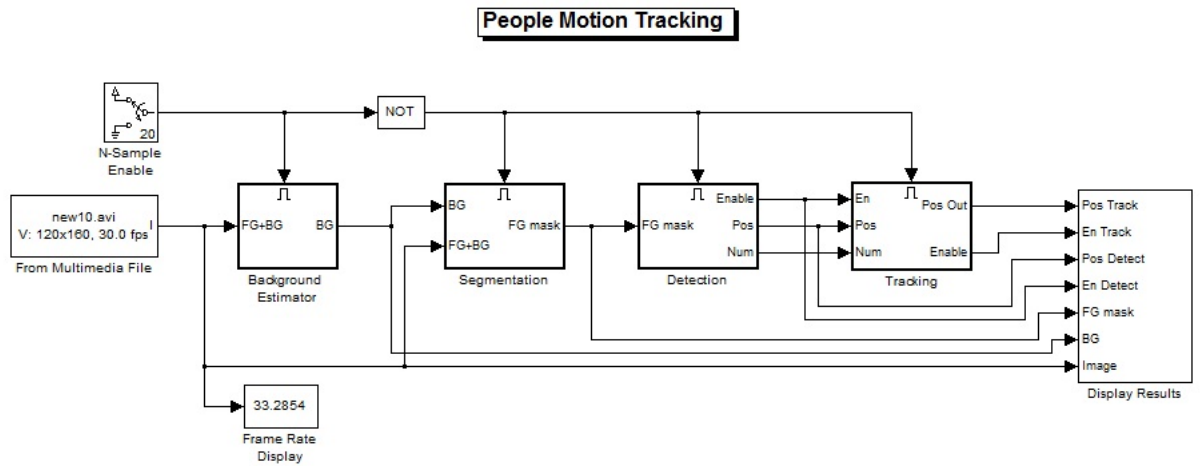 People Motion Tracking
20
N-Sample
Enable
NOT
new10.avi
V: 120x160, 30.0 fps
I
From Multimedia File
FG+BG
BG
Background
Estimator
BG
FG+BG
FG mask
Segmentation
FG mask
Enable
Pos
Num
Detection
En
Pos
Num
Pos Out
Enable
Tracking
Pos Track
En Track
Pos Detect
En Detect
FG mask
BG
Image
Display Results
33.2854
Frame Rate
Display